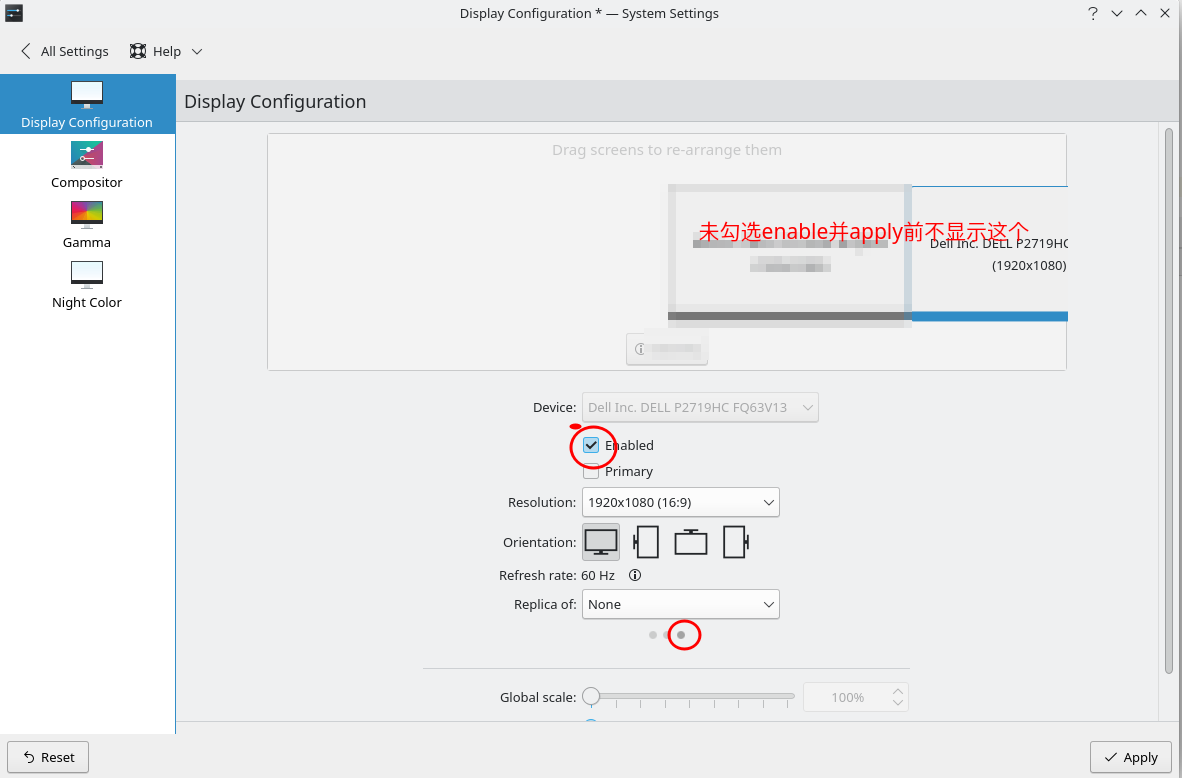 Display Configuration * — System Settings
All Settings
Help
Display Configuration
Compositor
Gamma
Night Color
Display Configuration
Drag screens to re-arrange them
未勾选enable并apply前不显示这个
Dell Inc. DELL P2719HC
(1920x1080)
Device: Dell Inc. DELL P2719HC FQ63V13
Enabled
Primary
Resolution: 1920x1080 (16:9)
Orientation:
Refresh rate: 60 Hz
Replica of: None
Global scale: 100%
Reset
Apply